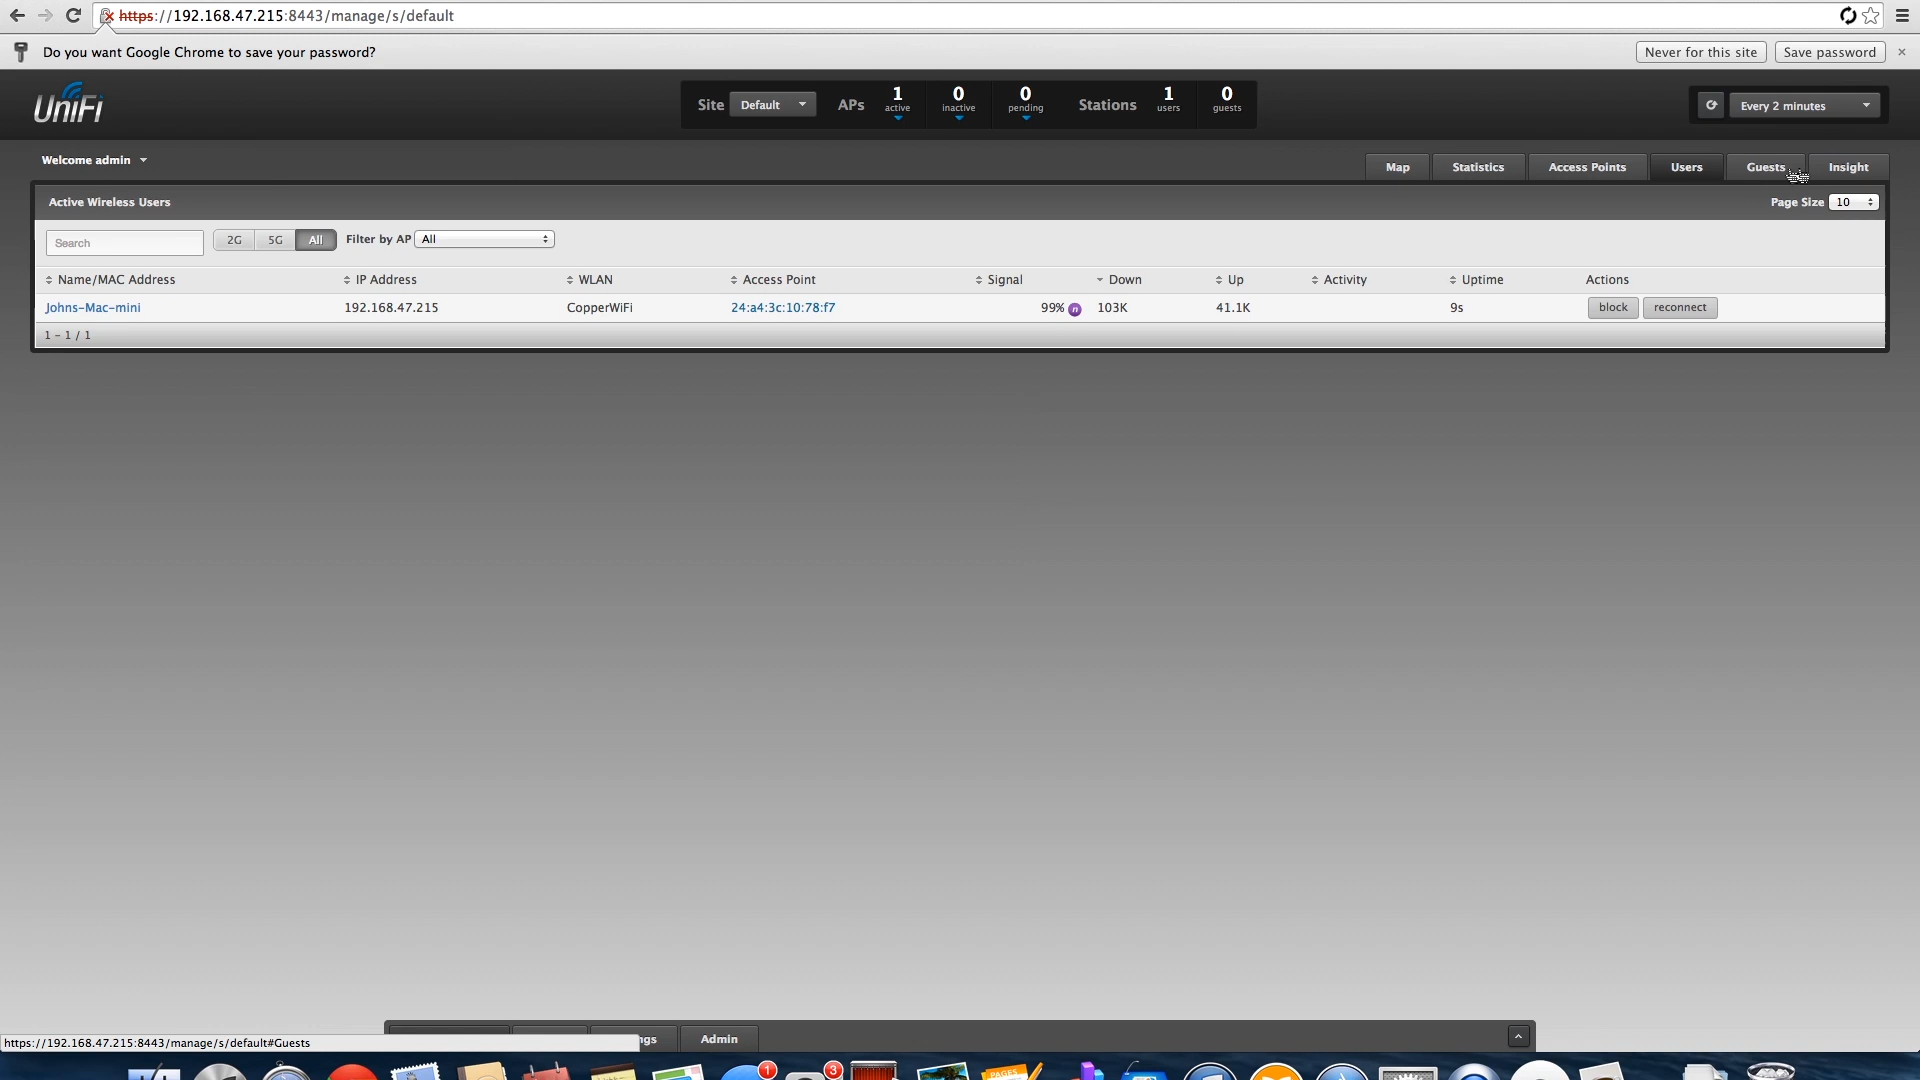 https://192.168.47.215:8443/manage/s/default
Do you want Google Chrome to save your password?
Never for this site
Save password
UniFi
Site
Default
APs
1
active
0
inactive
0
pending
Stations
1
users
0
guests
Every 2 minutes
Welcome admin
Map
Statistics
Access Points
Users
Guests
Insight
Active Wireless Users
Page Size
10
Search
2G
5G
All
Filter by AP
All
Name/MAC Address
IP Address
WLAN
Access Point
Signal
Down
Up
Activity
Uptime
Actions
Johns-Mac-mini
192.168.47.215
CopperWiFi
24:a4:3c:10:78:f7
99%
n
103K
41.1K
9s
block
reconnect
1 - 1 / 1
ngs
Admin
https://192.168.47.215:8443/manage/s/default#Guests
1
3
PAGES